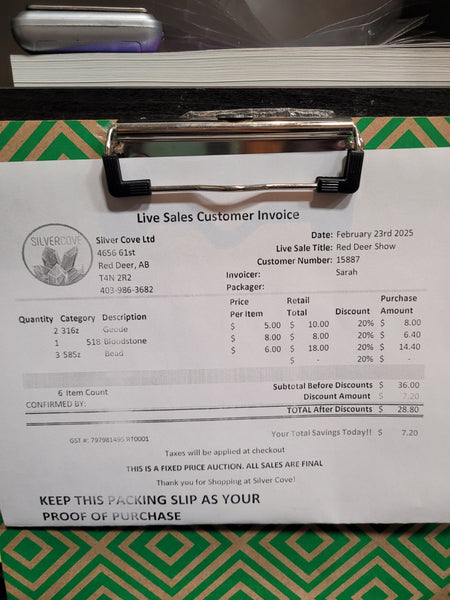 Live Sales Customer Invoice
SILVERCOVE
Silver Cove Ltd
4656 61st
Red Deer, AB
T4N 2R2
403-986-3682
Date: February 23rd 2025
Live Sale Title: Red Deer Show
Customer Number: 15887
Invoicer: Sarah
Packager:
Quantity Category Description Price Per Item Retail Total Discount Purchase Amount
2 316z Geode $ 5.00 $ 10.00 20% $ 8.00
1 518 Bloodstone $ 8.00 $ 8.00 20% $ 6.40
3 585z Bead $ 6.00 $ 18.00 20% $ 14.40
$ - 20% $ -
6 Item Count
CONFIRMED BY:
Subtotal Before Discounts $ 36.00
Discount Amount $ 7.20
TOTAL After Discounts $ 28.80
GST #: 797981495 RT0001
Your Total Savings Today!! $ 7.20
Taxes will be applied at checkout
THIS IS A FIXED PRICE AUCTION. ALL SALES ARE FINAL
Thank you for Shopping at Silver Cove!
KEEP THIS PACKING SLIP AS YOUR
PROOF OF PURCHASE